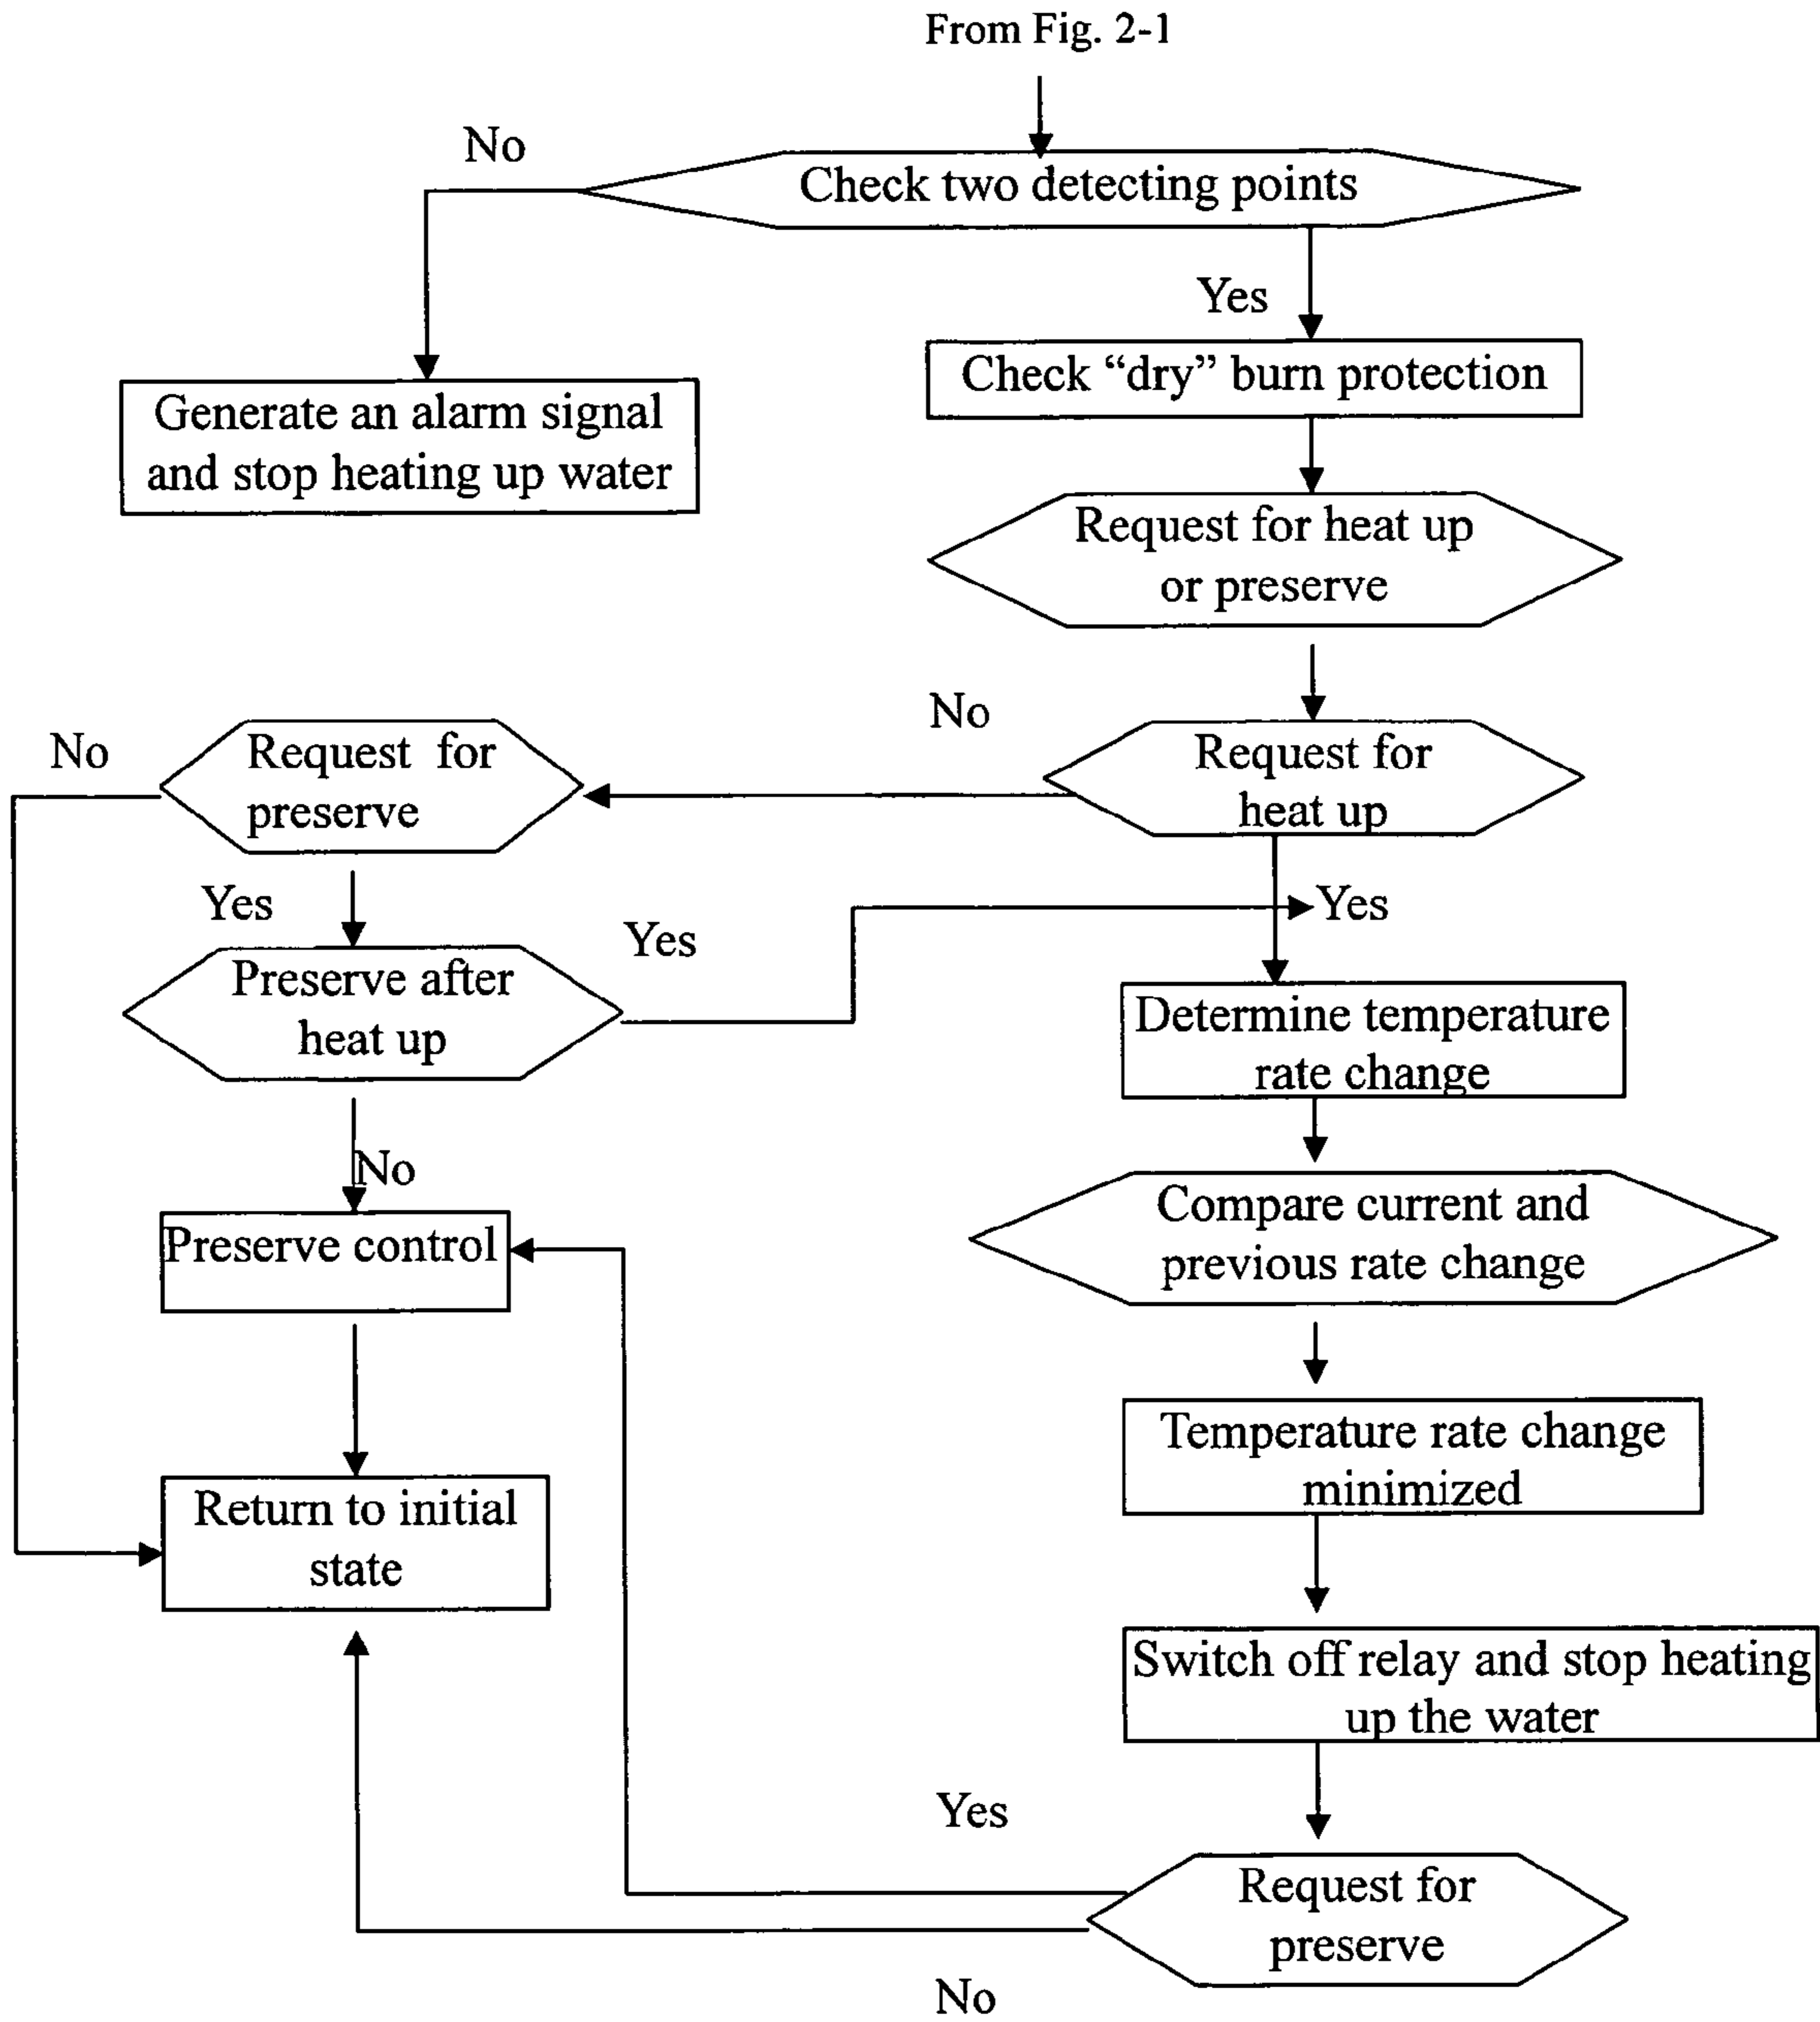 From Fig. 2-1
No
Check two detecting points
Yes
Check “dry” burn protection
Generate an alarm signal
and stop heating up water
Request for heat up
or preserve
No
No
Request for
preserve
Request for
heat up
Yes
Yes
Yes
Preserve after
heat up
Determine temperature
rate change
No
Preserve control
Compare current and
previous rate change
Temperature rate change
minimized
Return to initial
state
Switch off relay and stop heating
up the water
Yes
Request for
preserve
No